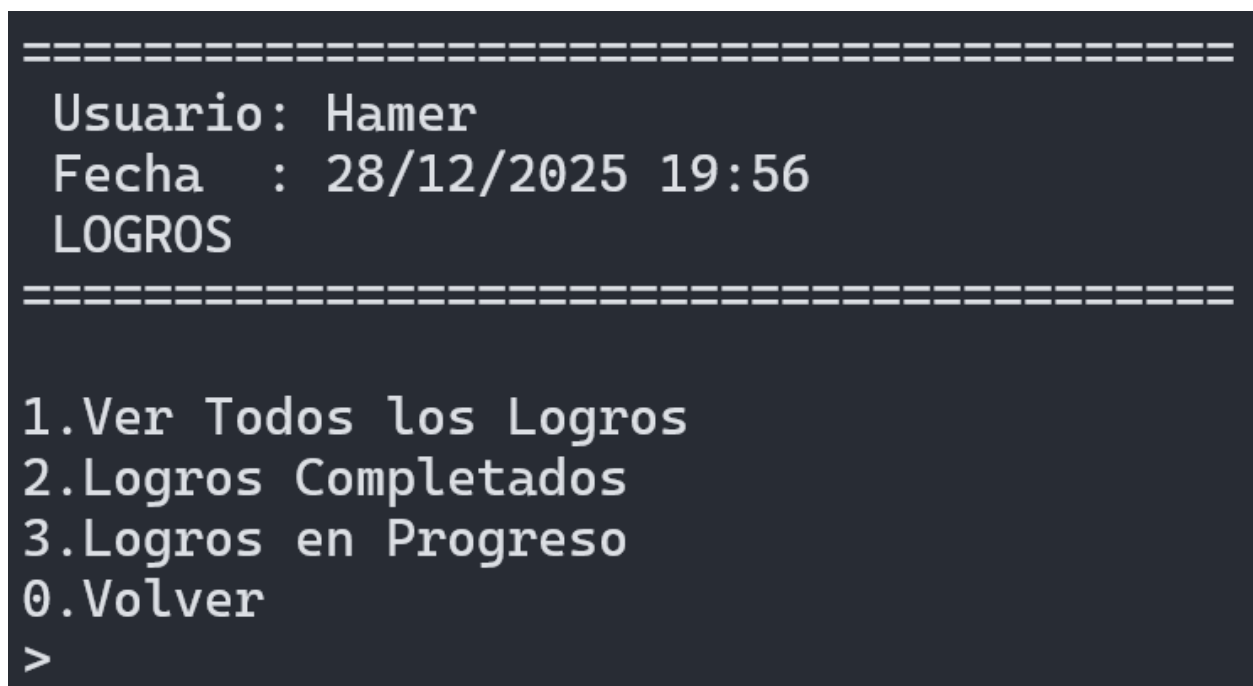 ========================================
Usuario: Hamer
Fecha  : 28/12/2025 19:56
LOGROS
========================================
1.Ver Todos los Logros
2.Logros Completados
3.Logros en Progreso
0.Volver
>